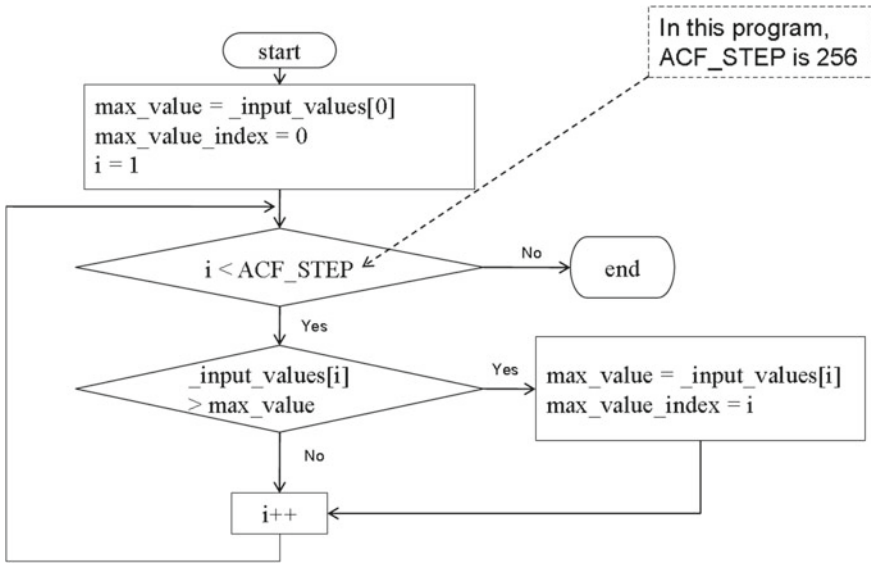 In this program,
ACF_STEP is 256
start
max_value = _input_values[0]
max_value_index = 0
i = 1
i < ACF_STEP
No
end
Yes
_input_values[i]
> max_value
Yes
max_value = _input_values[i]
max_value_index = i
No
i++